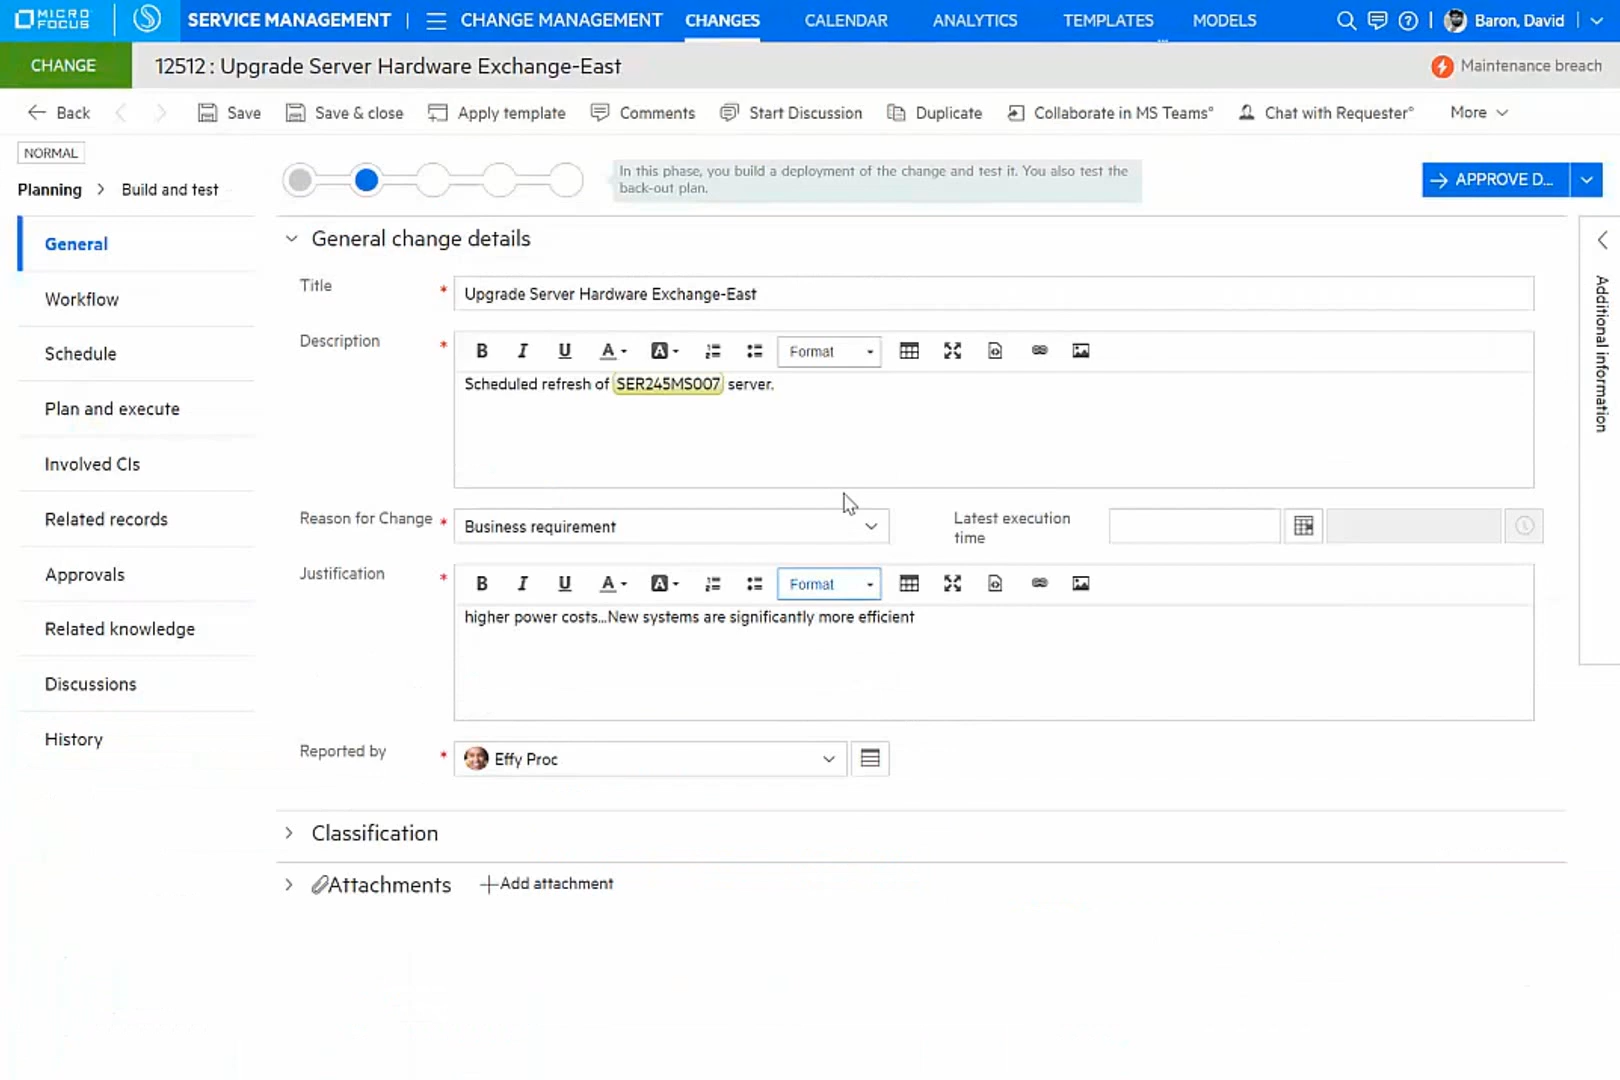 MICRO
FOCUS
SERVICE MANAGEMENT
CHANGE MANAGEMENT
CHANGES
CALENDAR
ANALYTICS
TEMPLATES
MODELS
Baron, David
CHANGE
12512 : Upgrade Server Hardware Exchange-East
Maintenance breach
Back
Save
Save & close
Apply template
Comments
Start Discussion
Duplicate
Collaborate in MS Teams°
Chat with Requester°
More
NORMAL
Planning > Build and test
In this phase, you build a deployment of the change and test it. You also test the
back-out plan.
APPROVE D...
General
Workflow
Schedule
Plan and execute
Involved CIs
Related records
Approvals
Related knowledge
Discussions
History
General change details
Title *
Upgrade Server Hardware Exchange-East
Description *
B I U A A Format
Scheduled refresh of SER245MS007 server.
Reason for Change *
Business requirement
Latest execution
time
Justification *
B I U A A Format
higher power costs...New systems are significantly more efficient
Reported by *
Effy Proc
Classification
Attachments
+Add attachment
Additional information